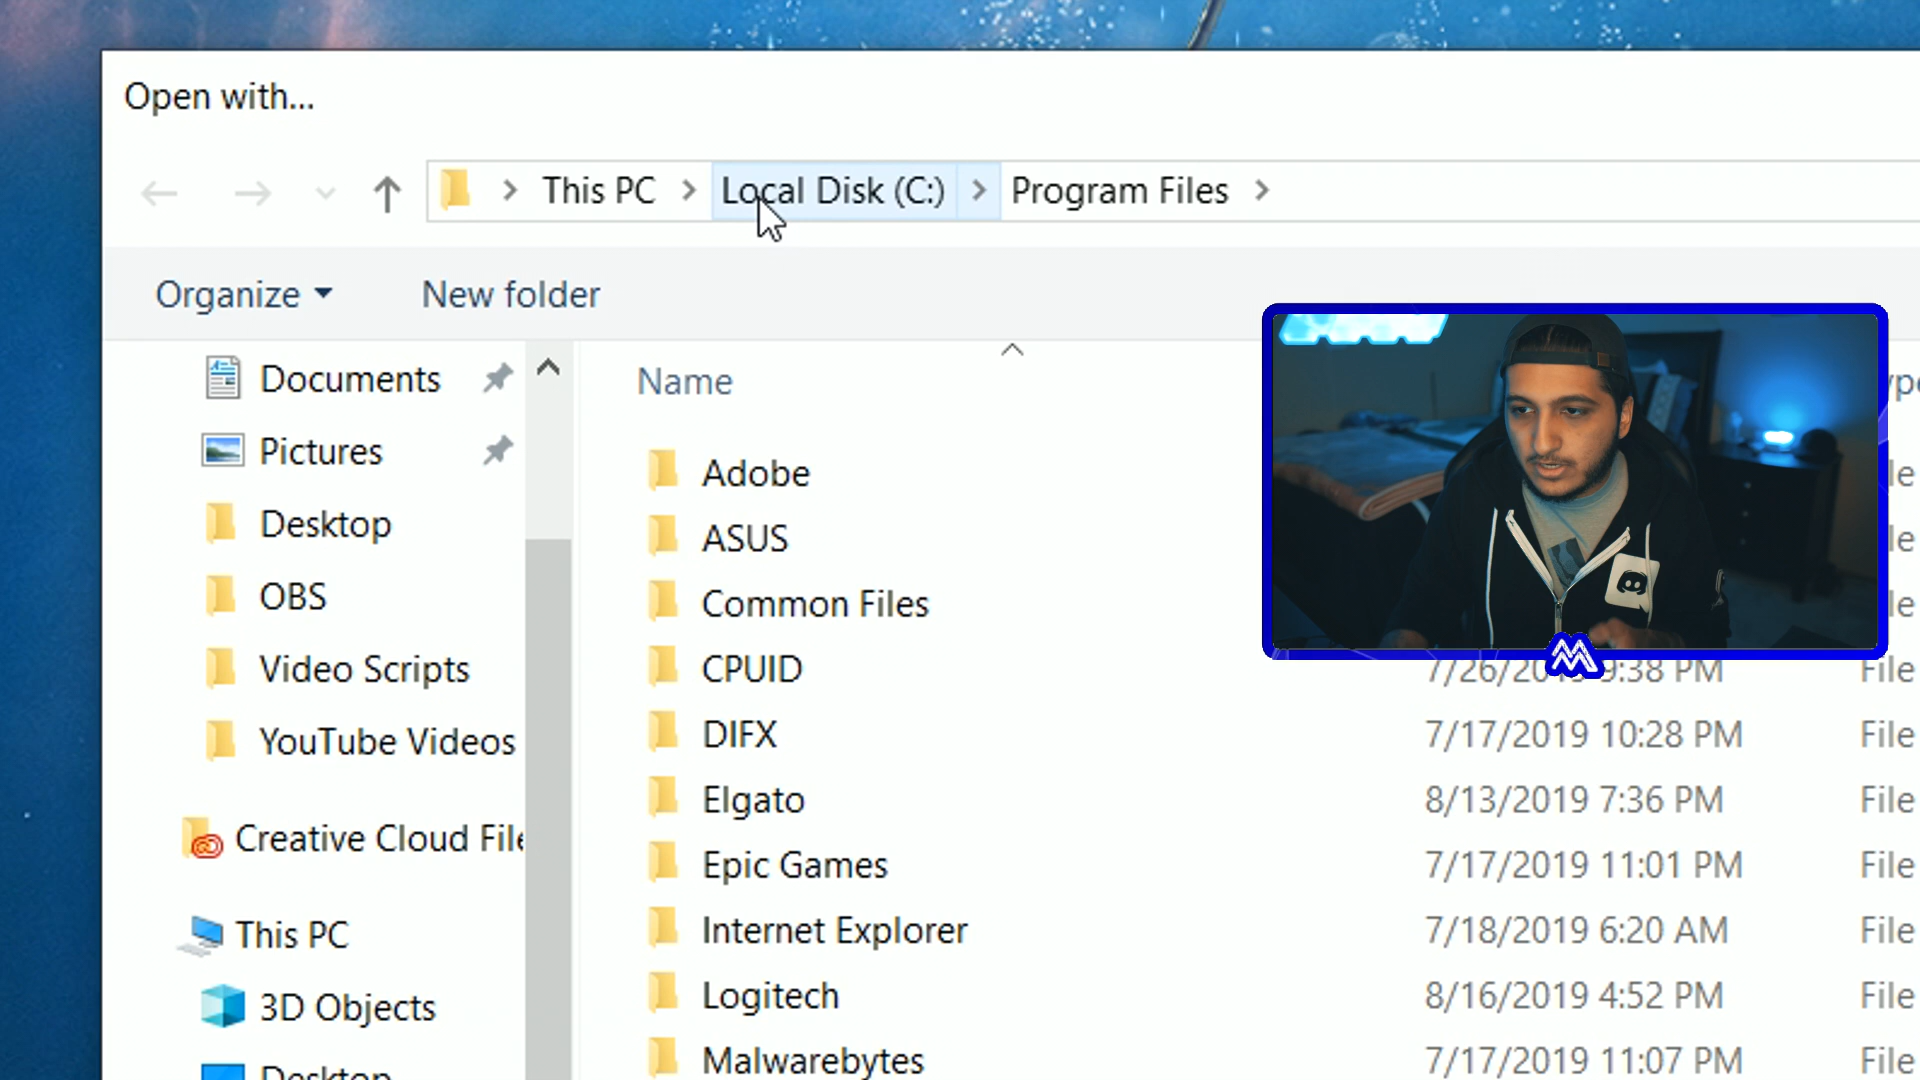 Open with...
This PC
Local Disk (C:)
Program Files
Organize
New folder
Documents
Pictures
Desktop
OBS
Video Scripts
YouTube Videos
Creative Cloud File
This PC
3D Objects
Desktop
Name
Adobe
ASUS
Common Files
CPUID
DIFX 7/17/2019 10:28 PM File
Elgato 8/13/2019 7:36 PM File
Epic Games 7/17/2019 11:01 PM File
Internet Explorer 7/18/2019 6:20 AM File
Logitech 8/16/2019 4:52 PM File
Malwarebytes 7/17/2019 11:07 PM File